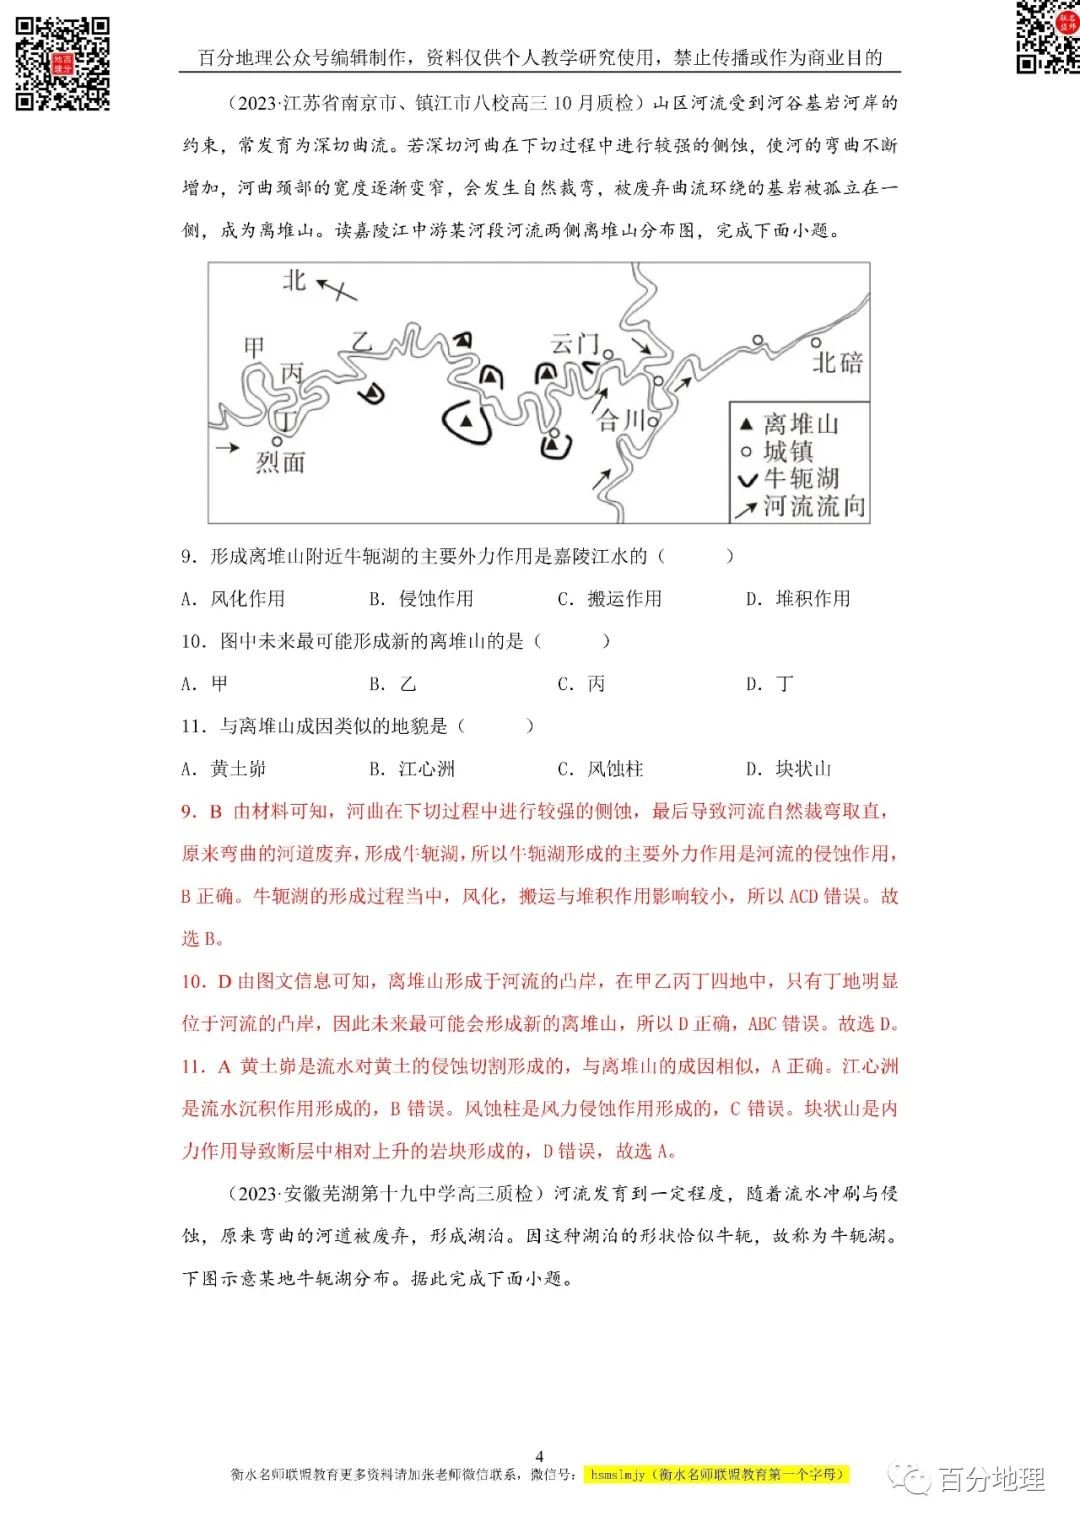 百分地理公众号编辑制作，资料仅供个人教学研究使用，禁止传播或作为商业目的
（2023·江苏省南京市、镇江市八校高三 10 月质检）山区河流受到河谷基岩河岸的
约束，常发育为深切曲流。若深切河曲在下切过程中进行较强的侧蚀，使河的弯曲不断
增加，河曲颈部的宽度逐渐变窄，会发生自然裁弯，被废弃曲流环绕的基岩被孤立在一
侧，成为离堆山。读嘉陵江中游某河段河流两侧离堆山分布图，完成下面小题。
北
甲
乙
丙
丁
烈面
云门
合川
北碚
离堆山
城镇
牛轭湖
河流流向
9．形成离堆山附近牛轭湖的主要外力作用是嘉陵江水的（ ）
A．风化作用 B．侵蚀作用 C．搬运作用 D．堆积作用
10．图中未来最可能形成新的离堆山的是（ ）
A．甲 B．乙 C．丙 D．丁
11．与离堆山成因类似的地貌是（ ）
A．黄土峁 B．江心洲 C．风蚀柱 D．块状山
9．B 由材料可知，河曲在下切过程中进行较强的侧蚀，最后导致河流自然裁弯取直，
原来弯曲的河道废弃，形成牛轭湖，所以牛轭湖形成的主要外力作用是河流的侵蚀作用，
B 正确。牛轭湖的形成过程当中，风化，搬运与堆积作用影响较小，所以 ACD 错误。故
选 B。
10．D 由图文信息可知，离堆山形成于河流的凸岸，在甲乙丙丁四地中，只有丁地明显
位于河流的凸岸，因此未来最可能会形成新的离堆山，所以 D 正确，ABC 错误。故选 D。
11．A 黄土峁是流水对黄土的侵蚀切割形成的，与离堆山的成因相似，A 正确。江心洲
是流水沉积作用形成的，B 错误。风蚀柱是风力侵蚀作用形成的，C 错误。块状山是内
力作用导致断层中相对上升的岩块形成的，D 错误，故选 A。
（2023·安徽芜湖第十九中学高三质检）河流发育到一定程度，随着流水冲刷与侵
蚀，原来弯曲的河道被废弃，形成湖泊。因这种湖泊的形状恰似牛轭，故称为牛轭湖。
下图示意某地牛轭湖分布。据此完成下面小题。
4
衡水名师联盟教育更多资料请加张老师微信联系，微信号： hsmslmjy（衡水名师联盟教育第一个字母）
百分地理